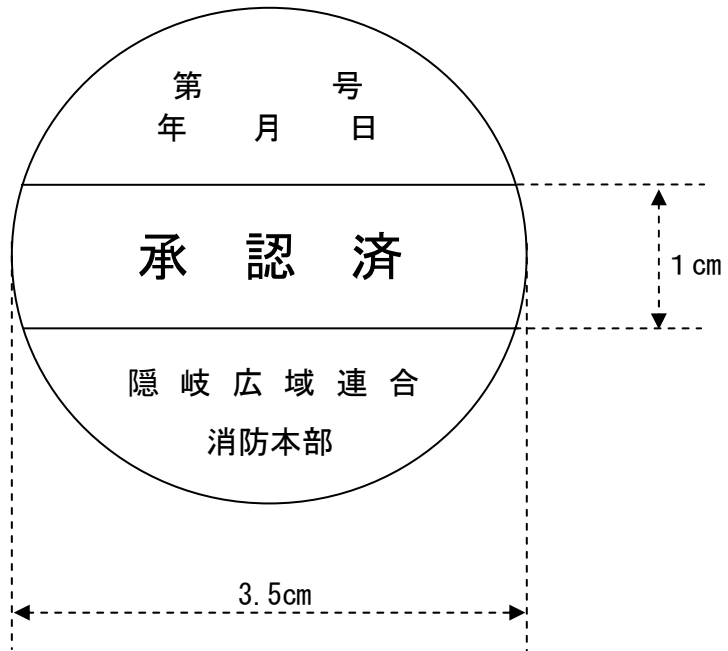 第　　　　号
年　　月　　日
承　認　済
1cm
隠岐広域連合
消防本部
3.5cm